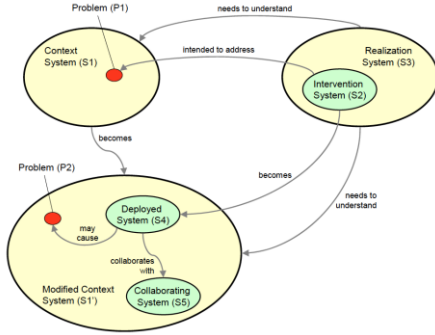 Problem (P1)
needs to understand
Context
System (S1)
intended to address
Realization
System (S3)
Intervention
System (S2)
becomes
Problem (P2)
becomes
needs to
understand
Deployed
System (S4)
may
cause
collaborates
with
Modified Context
System (S1')
Collaborating
System (S5)